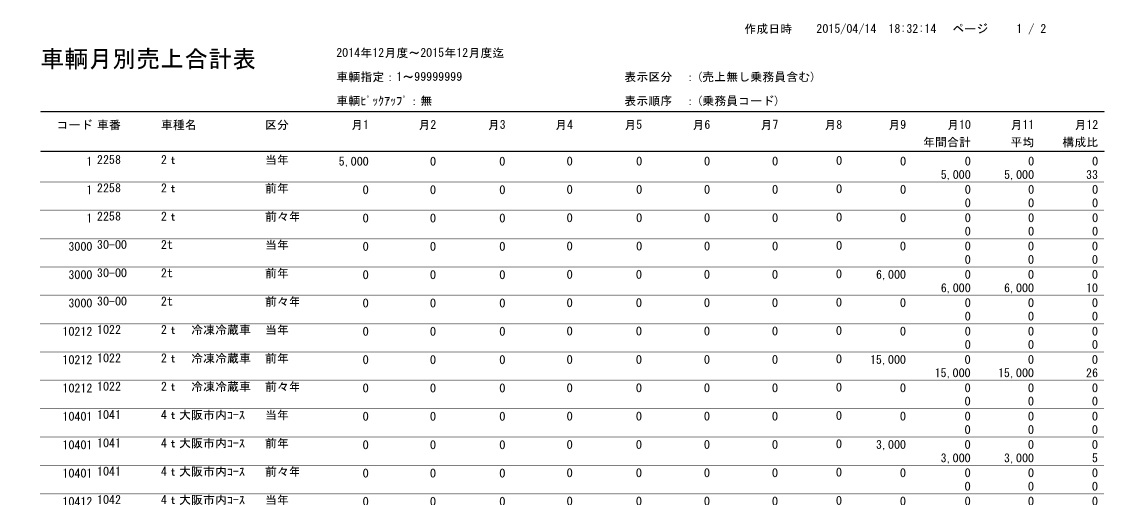 作成日時 2015/04/14 18:32:14 ページ 1 / 2
車輌月別売上合計表
2014年12月度～2015年12月度迄
車輌指定：1～99999999 表示区分 ：(売上無し乗務員含む)
車輌ﾋﾟｯｸｱｯﾌﾟ：無 表示順序 ：(乗務員コード)
コード 車番 車種名 区分 月1 月2 月3 月4 月5 月6 月7 月8 月9 月10 月11 月12
年間合計 平均 構成比
1 2258 2ｔ 当年 5,000 0 0 0 0 0 0 0 0 0 0 0
5,000 5,000 33
1 2258 2ｔ 前年 0 0 0 0 0 0 0 0 0 0 0 0
0 0 0
1 2258 2ｔ 前々年 0 0 0 0 0 0 0 0 0 0 0 0
0 0 0
3000 30-00 2t 当年 0 0 0 0 0 0 0 0 0 0 0 0
0 0 0
3000 30-00 2t 前年 0 0 0 0 0 0 0 0 6,000 0 0 0
6,000 6,000 10
3000 30-00 2t 前々年 0 0 0 0 0 0 0 0 0 0 0 0
0 0 0
10212 1022 2ｔ 冷凍冷蔵車 当年 0 0 0 0 0 0 0 0 0 0 0 0
0 0 0
10212 1022 2ｔ 冷凍冷蔵車 前年 0 0 0 0 0 0 0 0 15,000 0 0 0
15,000 15,000 26
10212 1022 2ｔ 冷凍冷蔵車 前々年 0 0 0 0 0 0 0 0 0 0 0 0
0 0 0
10401 1041 4ｔ大阪市内ｺｰｽ 当年 0 0 0 0 0 0 0 0 0 0 0 0
0 0 0
10401 1041 4ｔ大阪市内ｺｰｽ 前年 0 0 0 0 0 0 0 0 3,000 0 0 0
3,000 3,000 5
10401 1041 4ｔ大阪市内ｺｰｽ 前々年 0 0 0 0 0 0 0 0 0 0 0 0
0 0 0
10412 1042 4ｔ大阪市内ｺｰｽ 当年 0 0 0 0 0 0 0 0 0 0 0 0